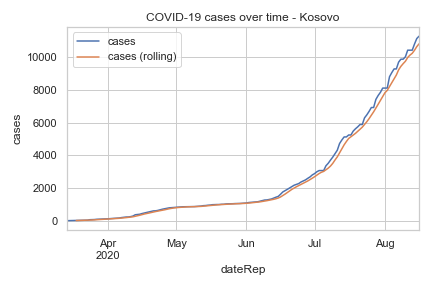 COVID-19 cases over time - Kosovo
cases
cases (rolling)
10000
8000
6000
4000
2000
0
cases
Apr
2020
May
Jun
Jul
Aug
dateRep